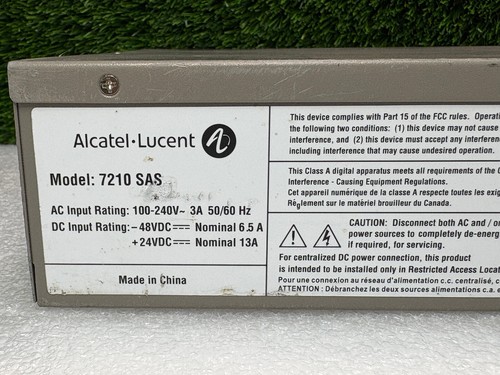 Alcatel·Lucent
Model: 7210 SAS
AC Input Rating: 100-240V~ 3A 50/60 Hz
DC Input Rating: -48VDC Nominal 6.5 A
+24VDC Nominal 13A
Made in China
This device complies with Part 15 of the FCC rules.
the following two conditions: (1) this device may not cause
interference, and (2) this device must accept any
including interference that may cause undesired operation.
This Class A digital apparatus meets all requirements of the
Interference - Causing Equipment Regulations.
Cet appareil numérique de la classe A respecte toutes les
Règlement sur le matériel brouilleur du Canada.
CAUTION: Disconnect both AC and /
power sources to completely
if required, for servicing.
For centralized DC power connection, this product
is intended to be installed only in Restricted Access
Pour une connexion au réseau d'alimentation c.c. centralisé,
ATTENTION : Débranchez les deux sources alimentations c.a.